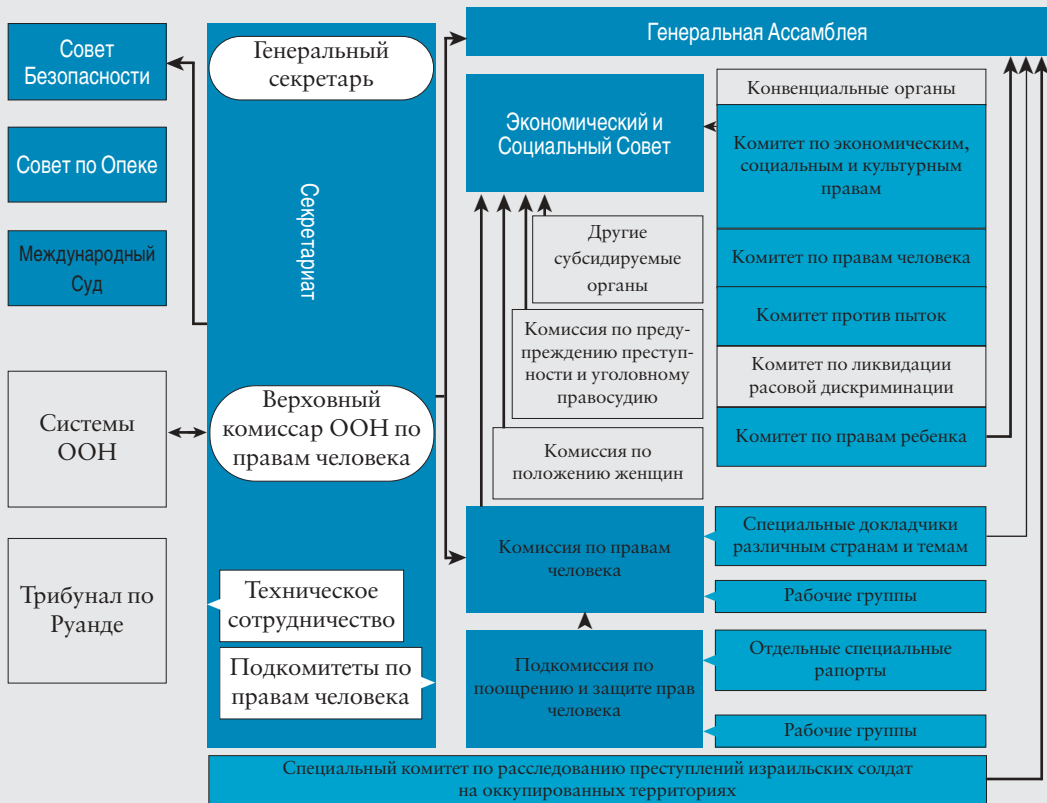 Совет
Безопасности
Совет по Опеке
Международный
Суд
Системы
ООН
Трибунал по
Руанде
Генеральный
секретарь
Секретариат
Верховный
комиссар ООН по
правам человека
Техническое
сотрудничество
Подкомитеты по
правам человека
Генеральная Ассамблея
Экономический и
Социальный Совет
Другие
субсидируемые
органы
Комиссия по преду-
преждению преступ-
ности и уголовному
правосудию
Комиссия по
положению женщин
Комиссия по правам
человека
Подкомиссия по
поощрению и защите прав
человека
Конвенциальные органы
Комитет по экономическим,
социальным и культурным
правам
Комитет по правам человека
Комитет против пыток
Комитет по ликвидации
расовой дискриминации
Комитет по правам ребенка
Специальные докладчики
различным странам и темам
Рабочие группы
Отдельные специальные
рапорты
Рабочие группы
Специальный комитет по расследованию преступлений израильских солдат
на оккупированных территориях